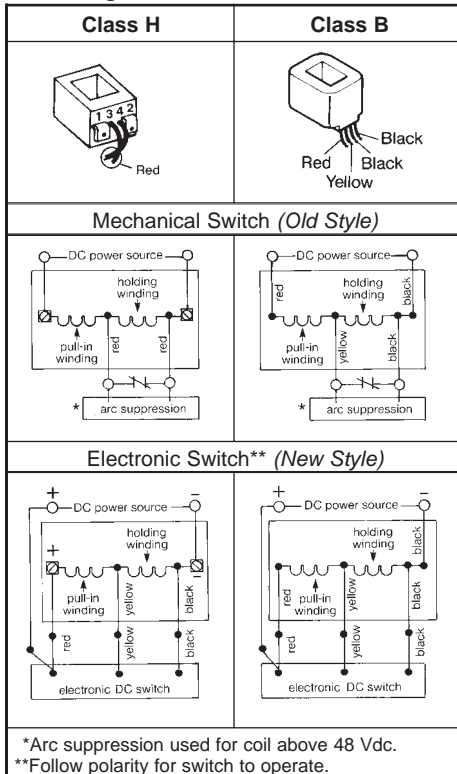 Class H
Class B
1 3 4 2
Red
Black
Red
Black
Yellow
Mechanical Switch (Old Style)
DC power source
holding
winding
pull-in
winding
red
red
* arc suppression
DC power source
red
black
holding
winding
pull-in
winding
yellow
black
* arc suppression
Electronic Switch** (New Style)
+ −
DC power source
holding
winding
+
−
pull-in
winding
yellow
black
red
yellow
black
electronic DC switch
+ −
DC power source
holding
winding
black
pull-in
winding
red
yellow
black
red
yellow
black
electronic DC switch
*Arc suppression used for coil above 48 Vdc.
**Follow polarity for switch to operate.